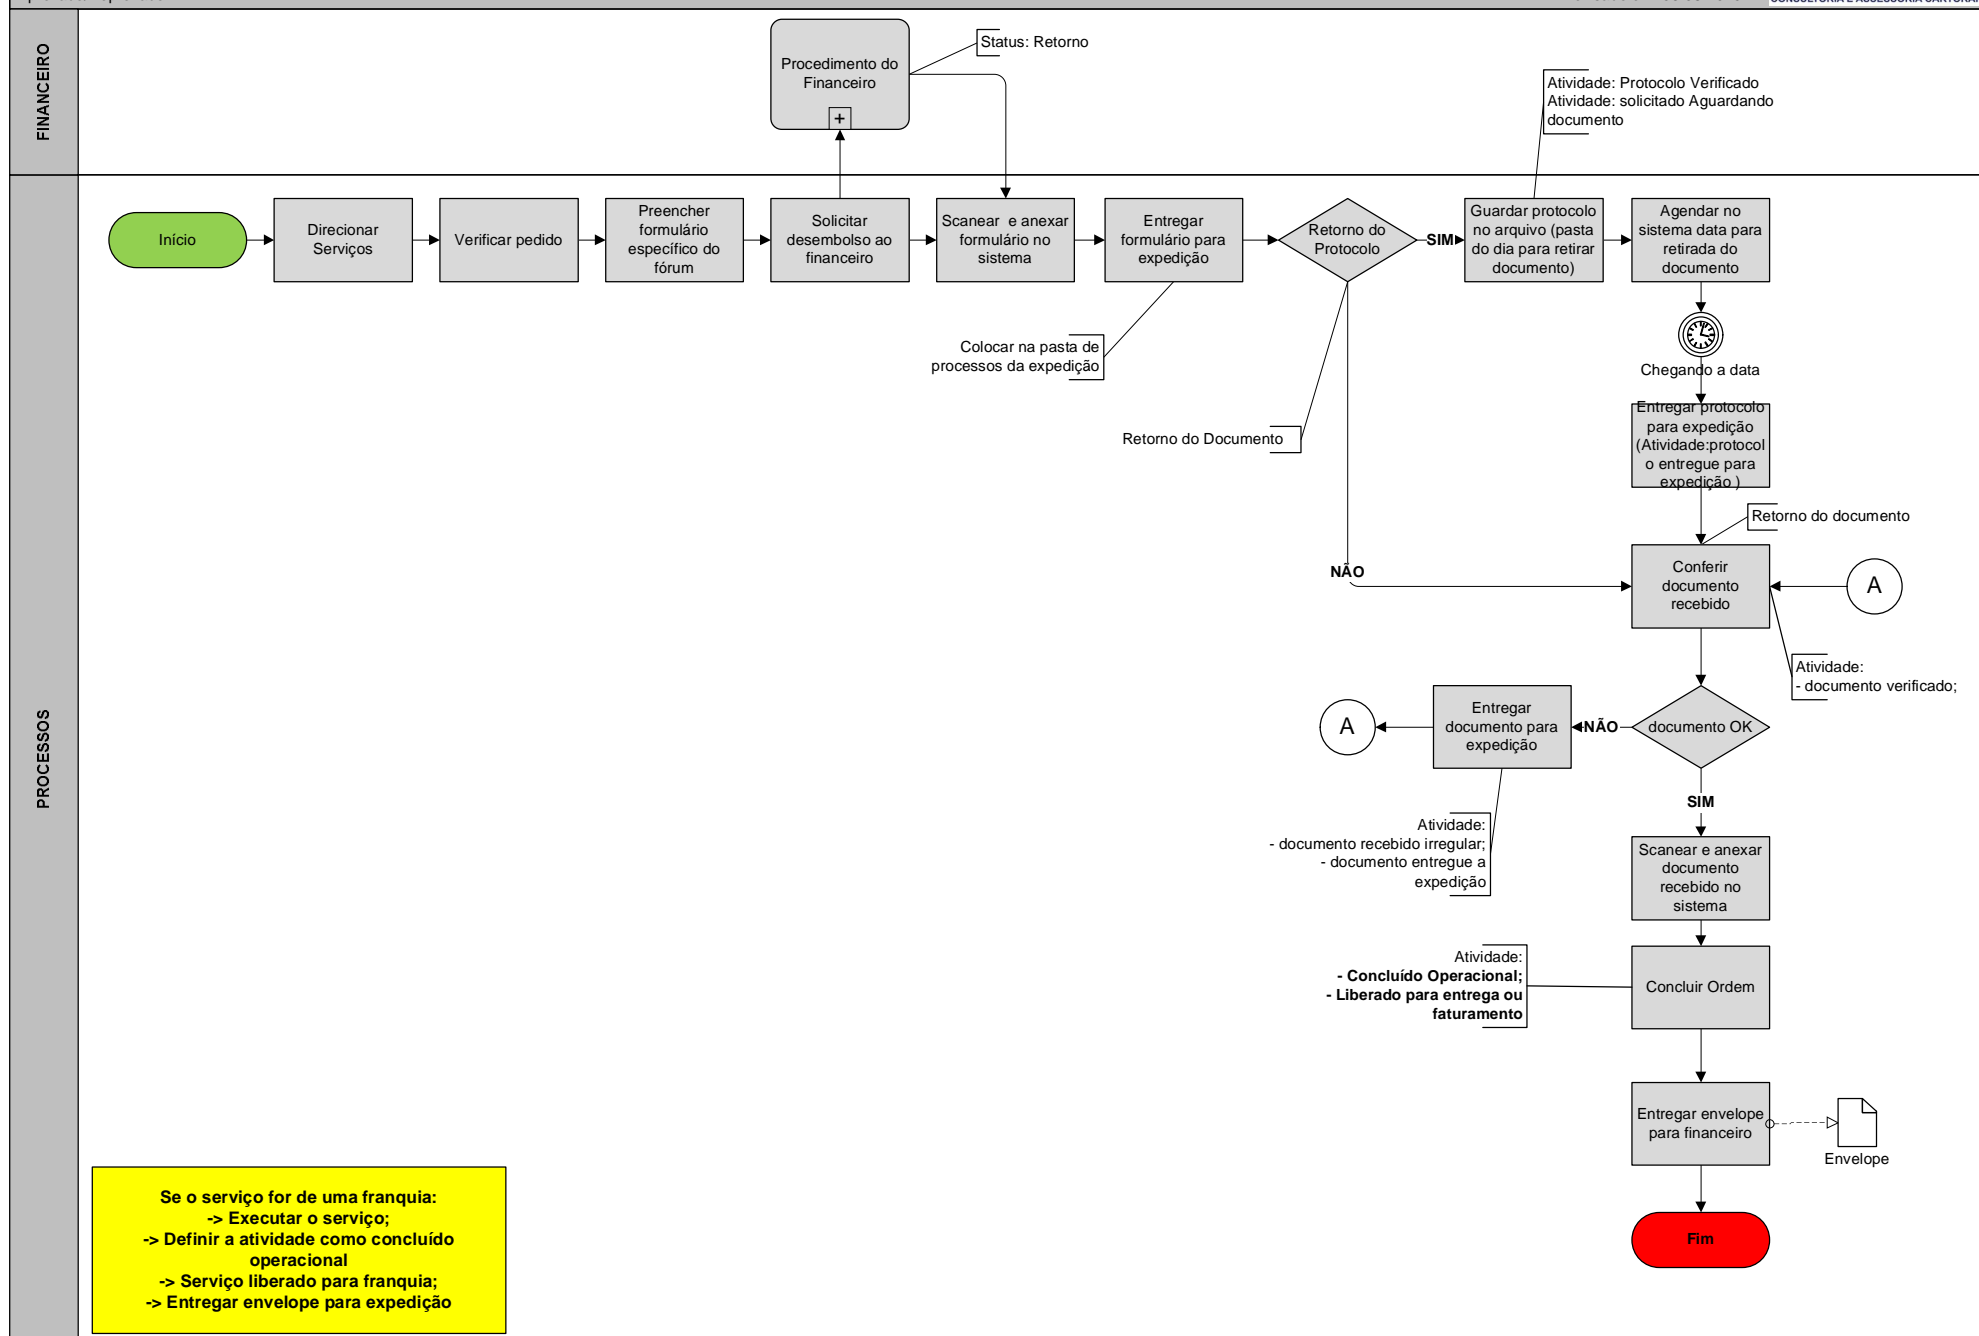 FINANCEIRO
Procedimento do
Financeiro
+
Status: Retorno
Atividade: Protocolo Verificado
Atividade: solicitado Aguardando
documento
PROCESSOS
Início
Direcionar
Serviços
Verificar pedido
Preencher
formulário
específico do
fórum
Solicitar
desembolso ao
financeiro
Scanear e anexar
formulário no
sistema
Entregar
formulário para
expedição
Retorno do
Protocolo
SIM
Guardar protocolo
no arquivo (pasta
do dia para retirar
documento)
Agendar no
sistema data para
retirada do
documento
Colocar na pasta de
processos da expedição
Chegando a data
Retorno do Documento
Entregar protocolo
para expedição
(Atividade:protocol
o entregue para
expedição )
Retorno do documento
NÃO
Conferir
documento
recebido
A
Atividade:
- documento verificado;
A
Entregar
documento para
expedição
NÃO
documento OK
SIM
Atividade:
- documento recebido irregular;
- documento entregue a
expedição
Scanear e anexar
documento
recebido no
sistema
Atividade:
- Concluído Operacional;
- Liberado para entrega ou
faturamento
Concluir Ordem
Entregar envelope
para financeiro
Envelope
Fim
Se o serviço for de uma franquia:
-> Executar o serviço;
-> Definir a atividade como concluído
operacional
-> Serviço liberado para franquia;
-> Entregar envelope para expedição